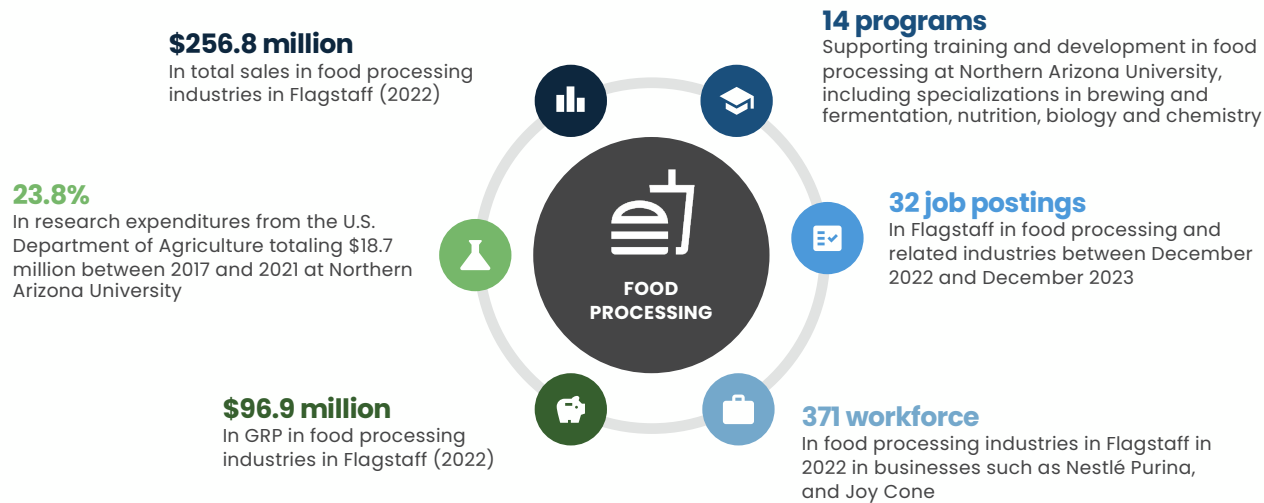 $256.8 million
In total sales in food processing
industries in Flagstaff (2022)
14 programs
Supporting training and development in food
processing at Northern Arizona University,
including specializations in brewing and
fermentation, nutrition, biology and chemistry
23.8%
In research expenditures from the U.S.
Department of Agriculture totaling $18.7
million between 2017 and 2021 at Northern
Arizona University
FOOD
PROCESSING
32 job postings
In Flagstaff in food processing and
related industries between December
2022 and December 2023
$96.9 million
In GRP in food processing
industries in Flagstaff (2022)
371 workforce
In food processing industries in Flagstaff in
2022 in businesses such as Nestlé Purina,
and Joy Cone